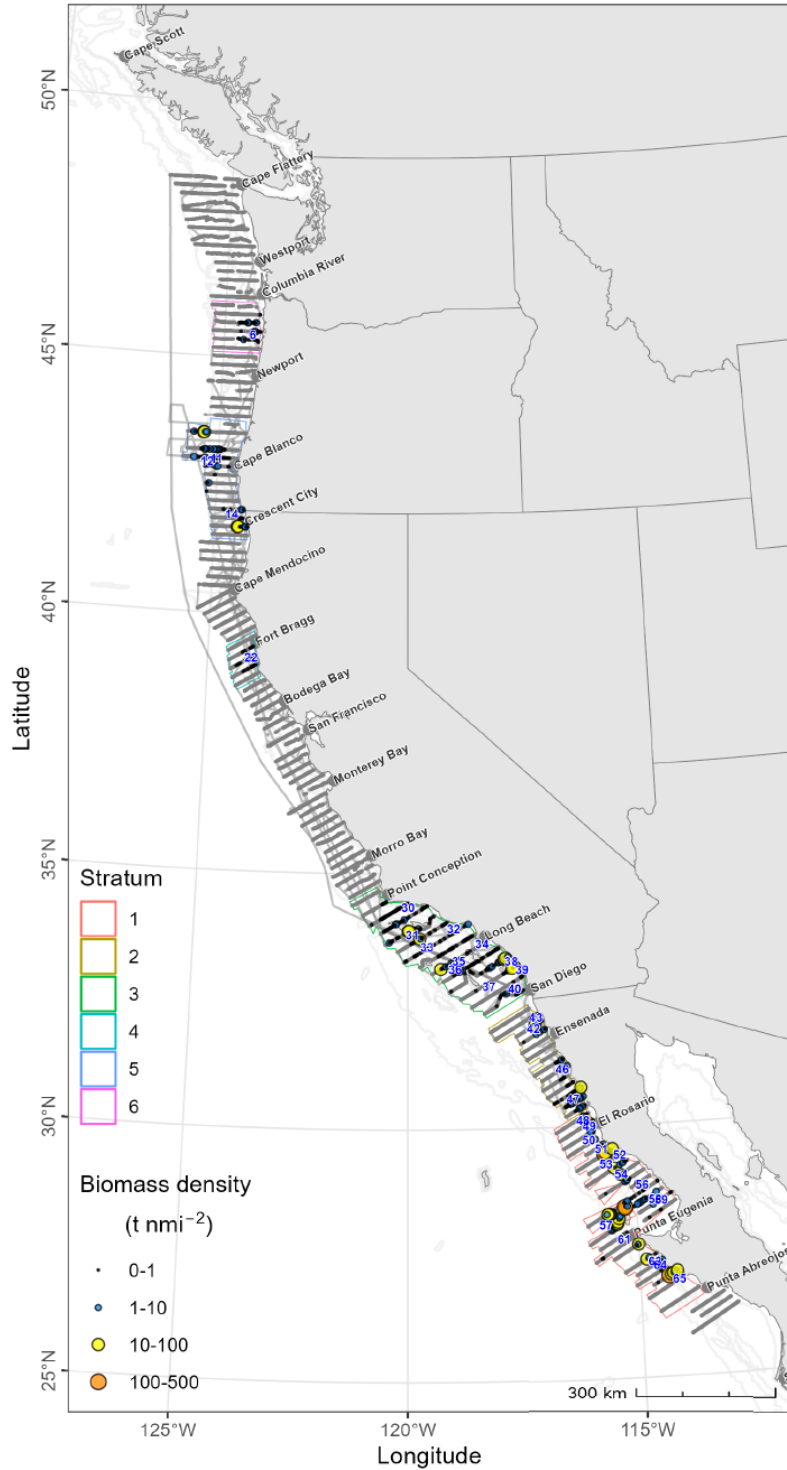 50°N
45°N
40°N
35°N
30°N
25°N
Latitude
Cape Scott
Cape Flattery
Westport
Columbia River
6
Newport
Cape Blanco
14
Crescent City
Cape Mendocino
Fort Bragg
22
Bodega Bay
San Francisco
Monterey Bay
Morro Bay
Point Conception
30
31
32
33
34
Long Beach
35
36
37
38
39
40
San Diego
43
42
Ensenada
46
47
48
49
El Rosario
50
51
52
53
54
56
57
Punta Eugenia
61
65
Punta Abreojos
Stratum
1
2
3
4
5
6
Biomass density
(t nmi⁻²)
0-1
1-10
10-100
100-500
300 km
125°W
120°W
115°W
Longitude